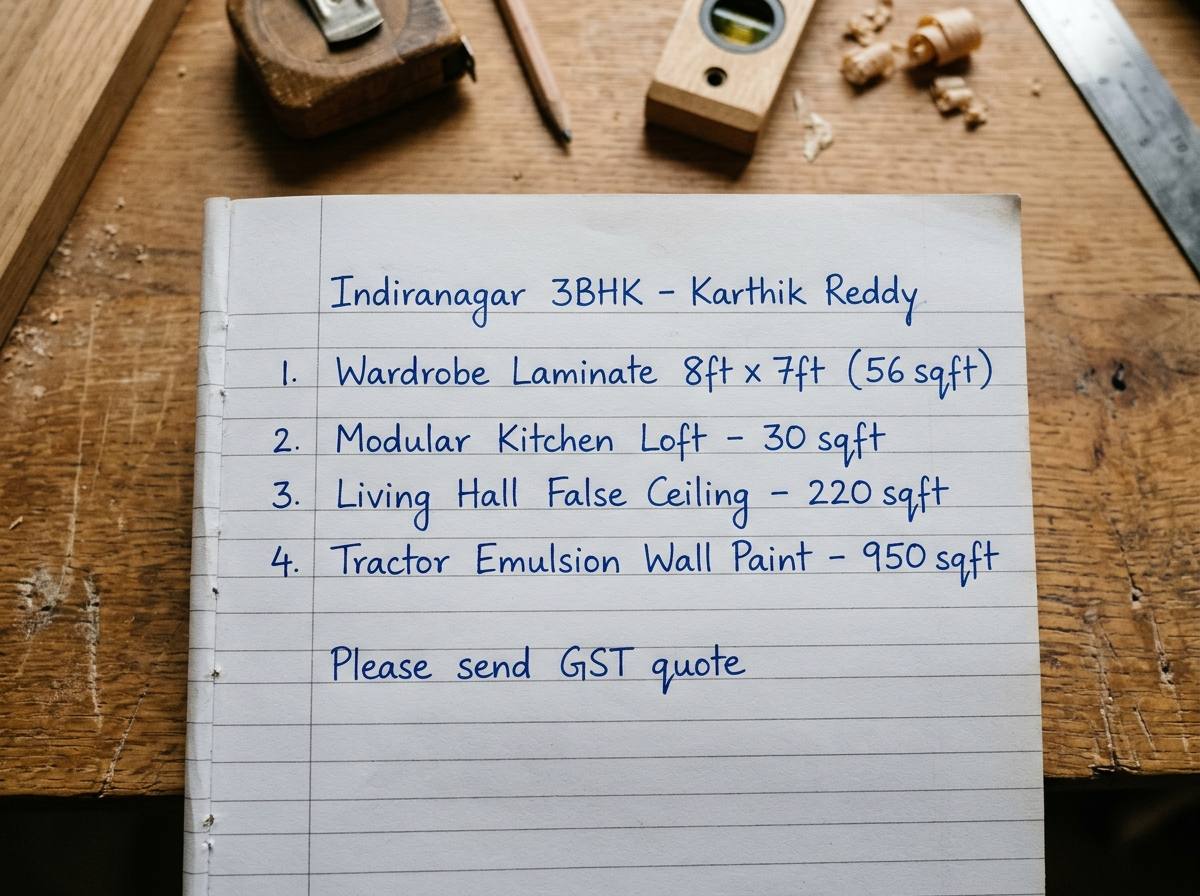 Indiranagar 3BHK - Karthik Reddy
1. Wardrobe Laminate 8ft x 7ft (56 sqft)
2. Modular Kitchen Loft - 30 sqft
3. Living Hall False Ceiling - 220 sqft
4. Tractor Emulsion Wall Paint - 950 sqft
Please send GST quote